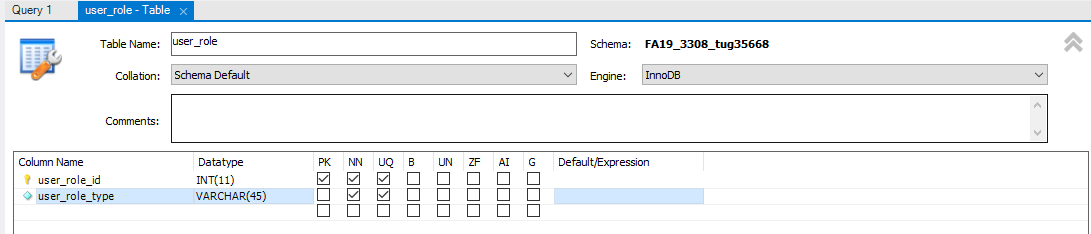 Query 1 user_role - Table ×
Table Name: user_role Schema: FA19_3308_tug35668
Collation: Schema Default Engine: InnoDB
Comments:
Column Name Datatype PK NN UQ B UN ZF AI G Default/Expression
user_role_id INT(11)
user_role_type VARCHAR(45)